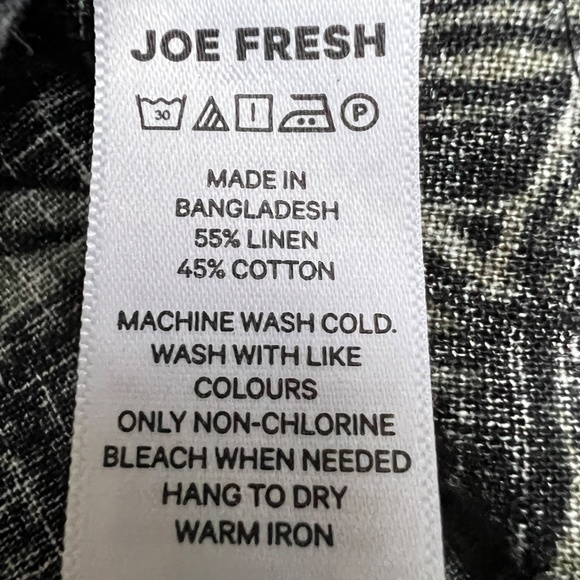 JOE FRESH
30 P
MADE IN
BANGLADESH
55% LINEN
45% COTTON
MACHINE WASH COLD.
WASH WITH LIKE
COLOURS
ONLY NON-CHLORINE
BLEACH WHEN NEEDED
HANG TO DRY
WARM IRON